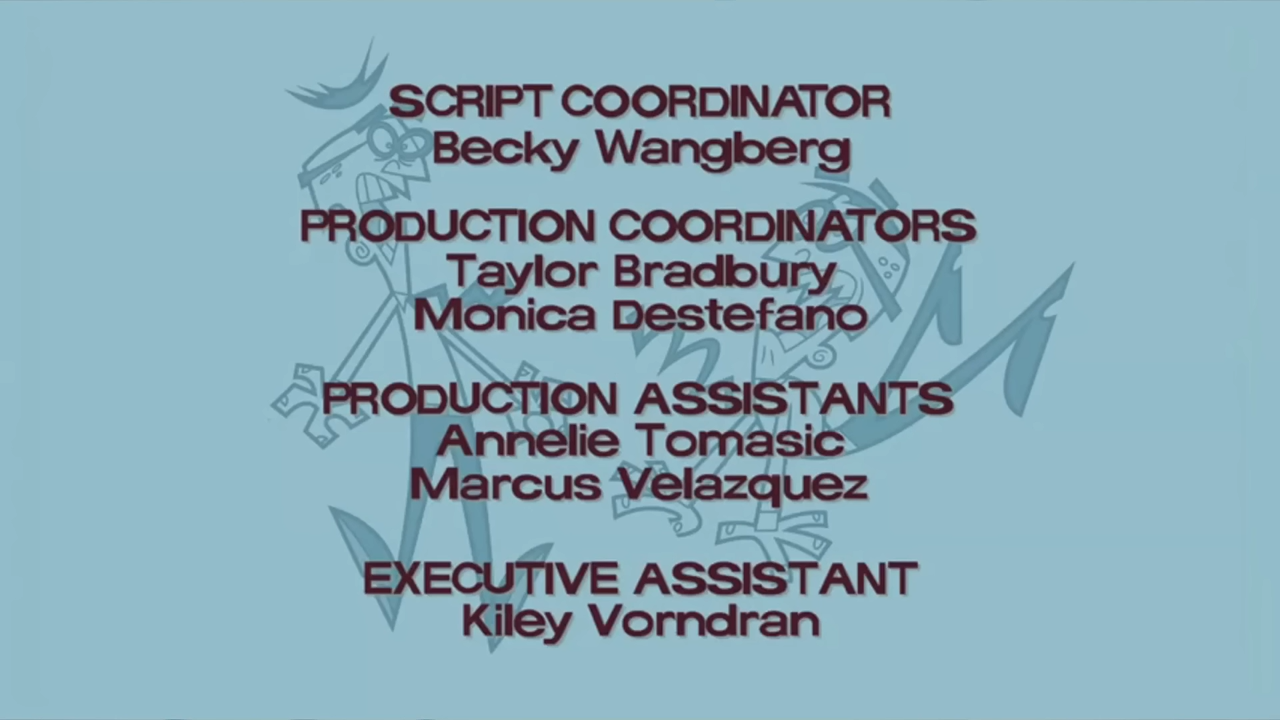 SCRIPT COORDINATOR
Becky Wangberg
PRODUCTION COORDINATORS
Taylor Bradbury
Monica Destefano
PRODUCTION ASSISTANTS
Annelie Tomasic
Marcus Velazquez
EXECUTIVE ASSISTANT
Kiley Vorndran